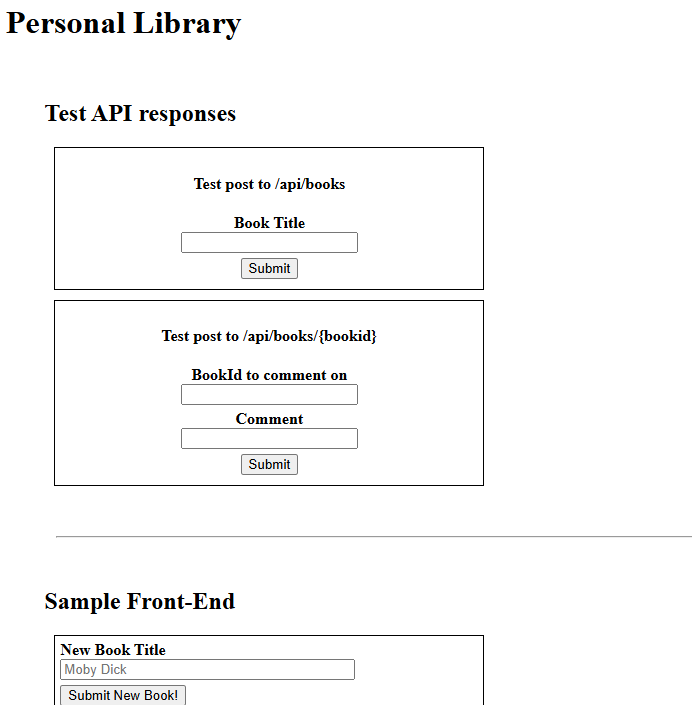 Personal Library
Test API responses
Test post to /api/books
Book Title
Submit
Test post to /api/books/{bookid}
BookId to comment on
Comment
Submit
Sample Front-End
New Book Title
Moby Dick
Submit New Book!